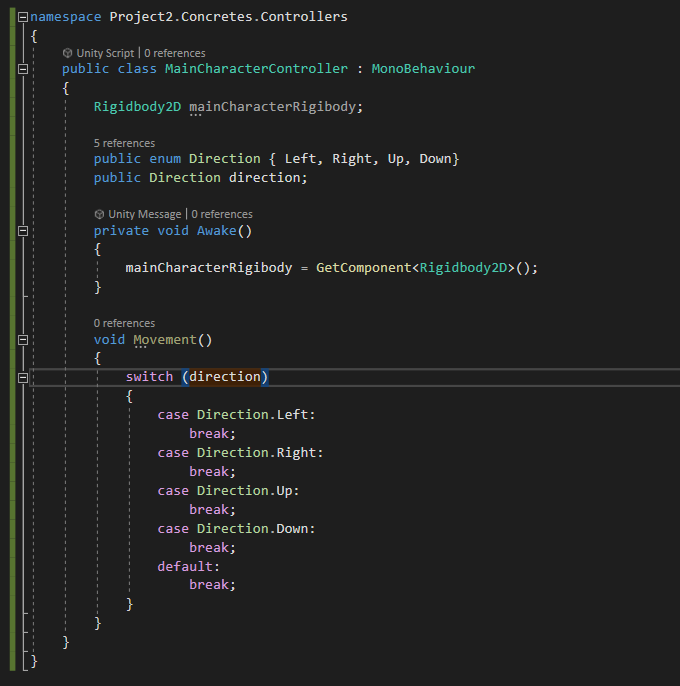 namespace Project2.Concretes.Controllers
{
Unity Script | 0 references
public class MainCharacterController : MonoBehaviour
{
Rigidbody2D mainCharacterRigibody;
5 references
public enum Direction { Left, Right, Up, Down}
public Direction direction;
Unity Message | 0 references
private void Awake()
{
mainCharacterRigibody = GetComponent<Rigidbody2D>();
}
0 references
void Movement()
{
switch (direction)
{
case Direction.Left:
break;
case Direction.Right:
break;
case Direction.Up:
break;
case Direction.Down:
break;
default:
break;
}
}
}
}